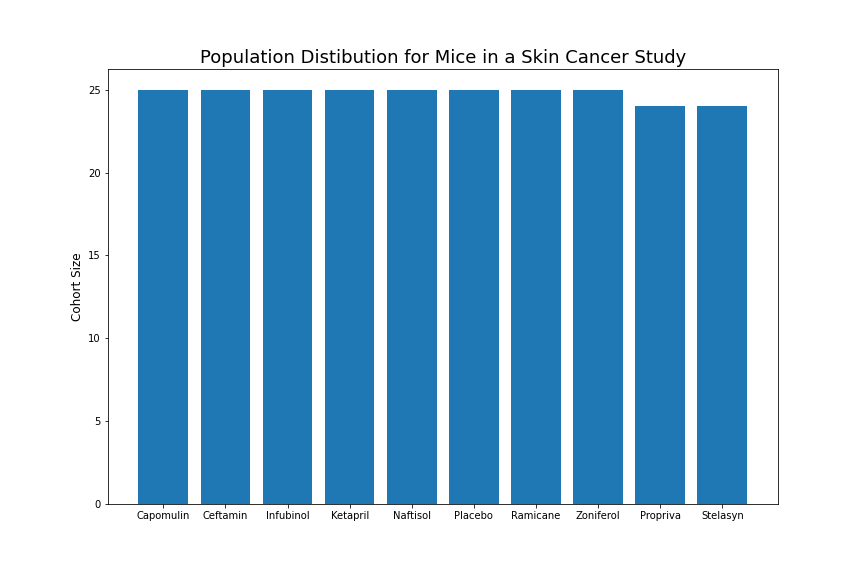 Population Distibution for Mice in a Skin Cancer Study
25
20
15
10
5
0
Cohort Size
Capomulin Ceftamin Infubinol Ketapril Naftisol Placebo Ramicane Zoniferol Propriva Stelasyn